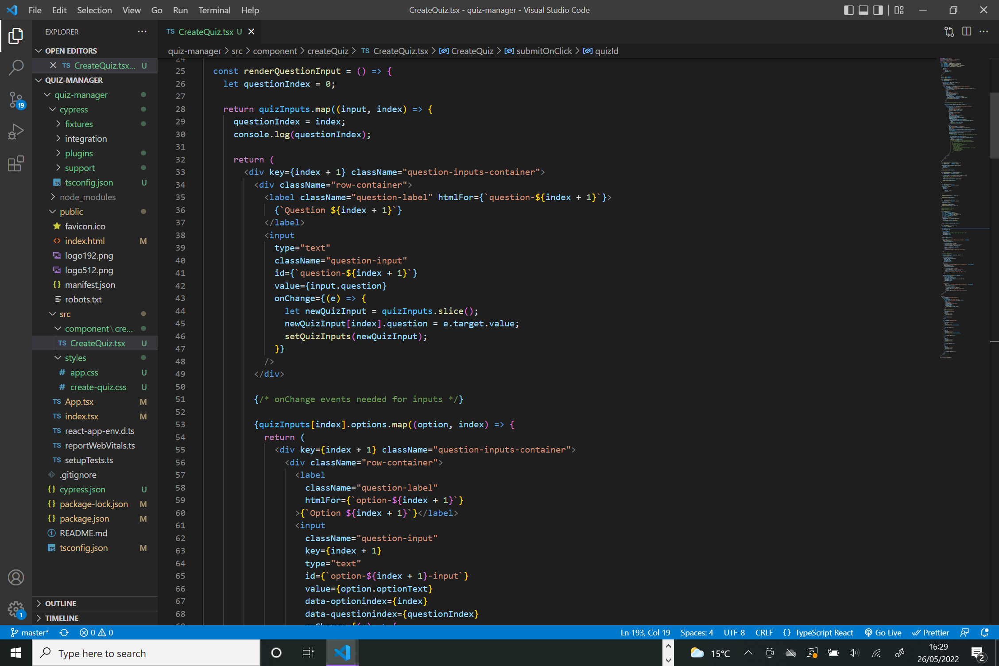 File Edit Selection View Go Run Terminal Help
CreateQuiz.tsx - quiz-manager - Visual Studio Code
EXPLORER
OPEN EDITORS
TS CreateQuiz.tsx... U
QUIZ-MANAGER
quiz-manager
cypress
fixtures
integration
plugins
support
TS tsconfig.json U
node_modules
public
favicon.ico
<> index.html M
logo192.png
logo512.png
{} manifest.json
robots.txt
src
component\cre...
TS CreateQuiz.tsx U
styles
# app.css U
# create-quiz.css U
TS App.tsx M
TS index.tsx M
TS react-app-env.d.ts
TS reportWebVitals.ts
TS setupTests.ts
.gitignore
{} cypress.json U
{} package-lock.json M
{} package.json M
README.md
TS tsconfig.json M
OUTLINE
TIMELINE
19
1
TS CreateQuiz.tsx U
quiz-manager > src > component > createQuiz > TS CreateQuiz.tsx > CreateQuiz > submitOnClick > quizId
24
25 const renderQuestionInput = () => {
26 let questionIndex = 0;
27
28 return quizInputs.map((input, index) => {
29 questionIndex = index;
30 console.log(questionIndex);
31
32 return (
33 <div key={index + 1} className="question-inputs-container">
34 <div className="row-container">
35 <label className="question-label" htmlFor={`question-${index + 1}`}>
36 {`Question ${index + 1}`}
37 </label>
38 <input
39 type="text"
40 className="question-input"
41 id={`question-${index + 1}`}
42 value={input.question}
43 onChange={(e) => {
44 let newQuizInput = quizInputs.slice();
45 newQuizInput[index].question = e.target.value;
46 setQuizInputs(newQuizInput);
47 }}
48 />
49 </div>
50
51 {/* onChange events needed for inputs */}
52
53 {quizInputs[index].options.map((option, index) => {
54 return (
55 <div key={index + 1} className="question-inputs-container">
56 <div className="row-container">
57 <label
58 className="question-label"
59 htmlFor={`option-${index + 1}`}
60 >{`Option ${index + 1}`}</label>
61 <input
62 className="question-input"
63 key={index + 1}
64 type="text"
65 id={`option-${index + 1}-input`}
66 value={option.optionText}
67 data-optionindex={index}
68 data-questionindex={questionIndex}
69 onChange={(e) => {
master* 0 0
Ln 193, Col 19 Spaces: 4 UTF-8 CRLF {} TypeScript React Go Live Prettier
Type here to search
15°C
16:29
26/05/2022
2